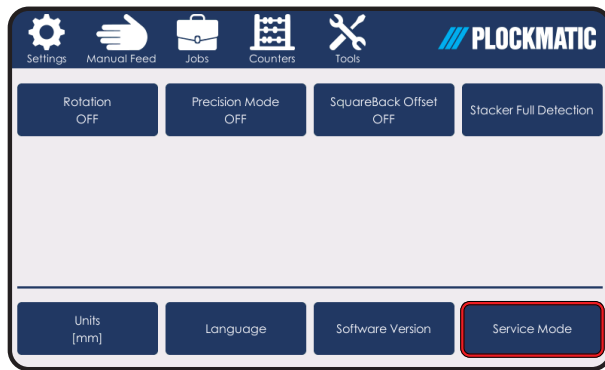 Settings
Manual Feed
Jobs
Counters
Tools
PLOCKMATIC
Rotation
OFF
Precision Mode
OFF
SquareBack Offset
OFF
Stacker Full Detection
Units
[mm]
Language
Software Version
Service Mode